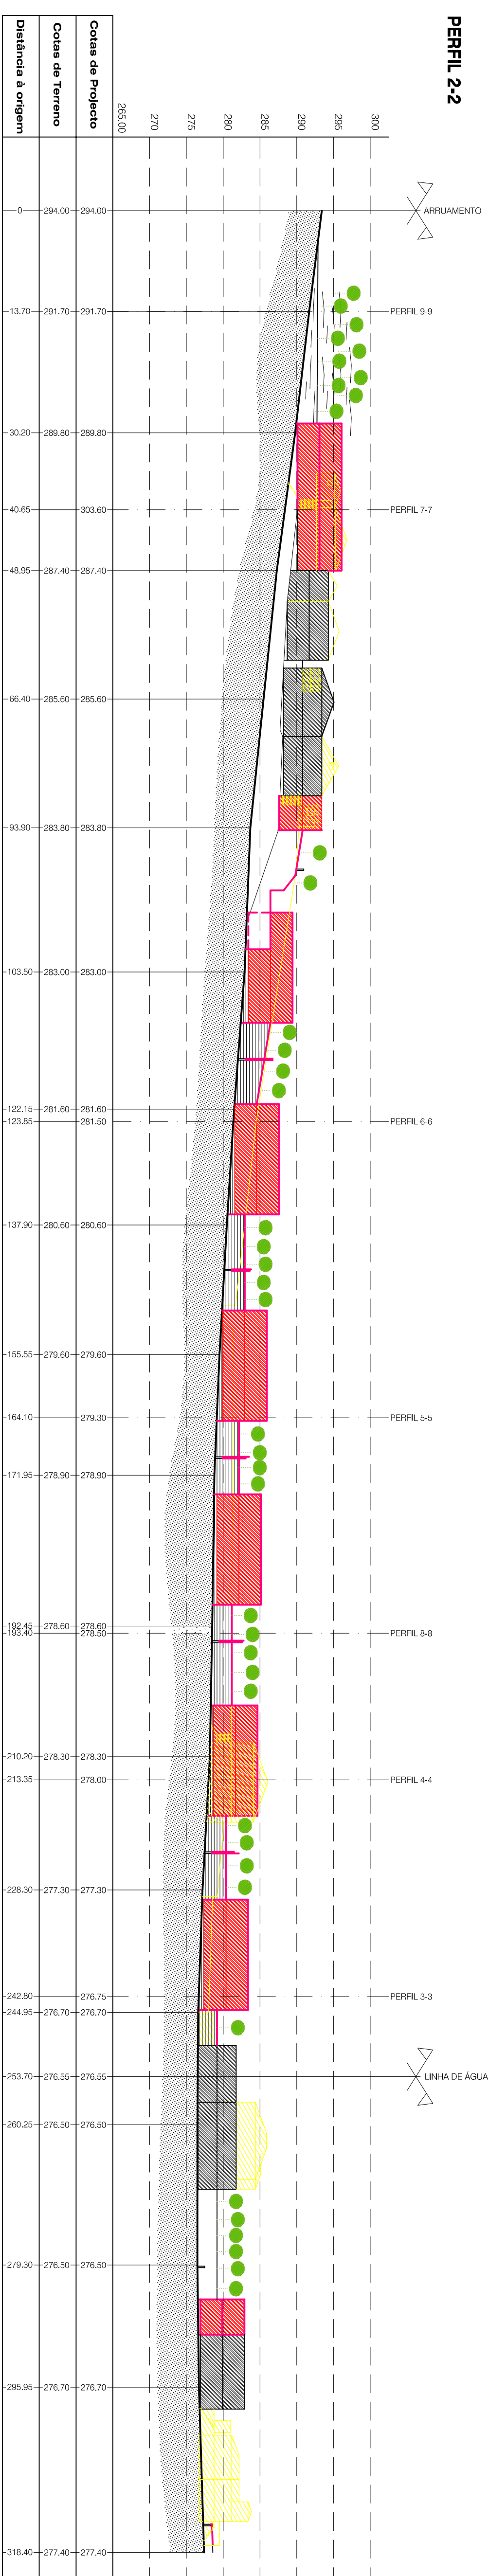 PERFIL 2-2
ARRUAMENTO PERFIL 9-9 PERFIL 7-7 PERFIL 6-6 PERFIL 5-5 PERFIL 8-8 PERFIL 4-4 PERFIL 3-3 LINHA DE ÁGUA
300
295
290
285
280
275
270
265.00
Cotas de Projecto 294.00 291.70 289.80 303.60 287.40 285.60 283.80 283.00 281.60 281.50 280.60 279.60 279.30 278.90 278.60 278.50 278.30 278.00 277.30 276.75 276.70 276.55 276.50 276.50 276.70 277.40
Cotas de Terreno 294.00 291.70 289.80 287.40 285.60 283.80 283.00 281.60 280.60 279.60 278.90 278.60 278.30 277.30 276.70 276.55 276.50 276.50 276.70 277.40
Distância à origem 0 13.70 30.20 40.65 48.95 66.40 93.90 103.50 122.15 123.85 137.90 155.55 164.10 171.95 192.45 193.40 210.20 213.35 228.30 242.80 244.95 253.70 260.25 279.30 295.95 318.40